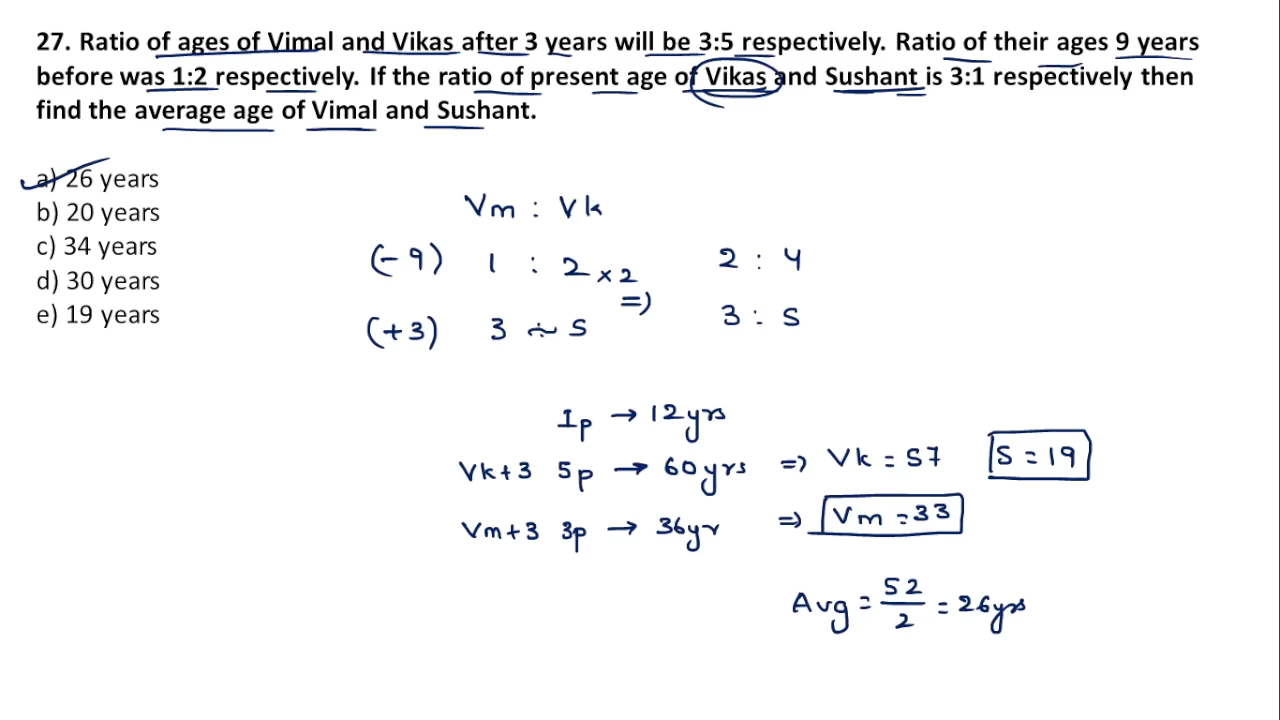 27. Ratio of ages of Vimal and Vikas after 3 years will be 3:5 respectively. Ratio of their ages 9 years
before was 1:2 respectively. If the ratio of present age of Vikas and Sushant is 3:1 respectively then
find the average age of Vimal and Sushant.
a) 26 years
b) 20 years
c) 34 years
d) 30 years
e) 19 years
Vm : Vk
(-9) 1 : 2 ×2 2 : 4
=)
(+3) 3 : 5 3 : 5
1p → 12yrs
Vk+3 5p → 60yrs => Vk = 57 S = 19
Vm+3 3p → 36yr => Vm = 33
Avg = 52/2 = 26yrs